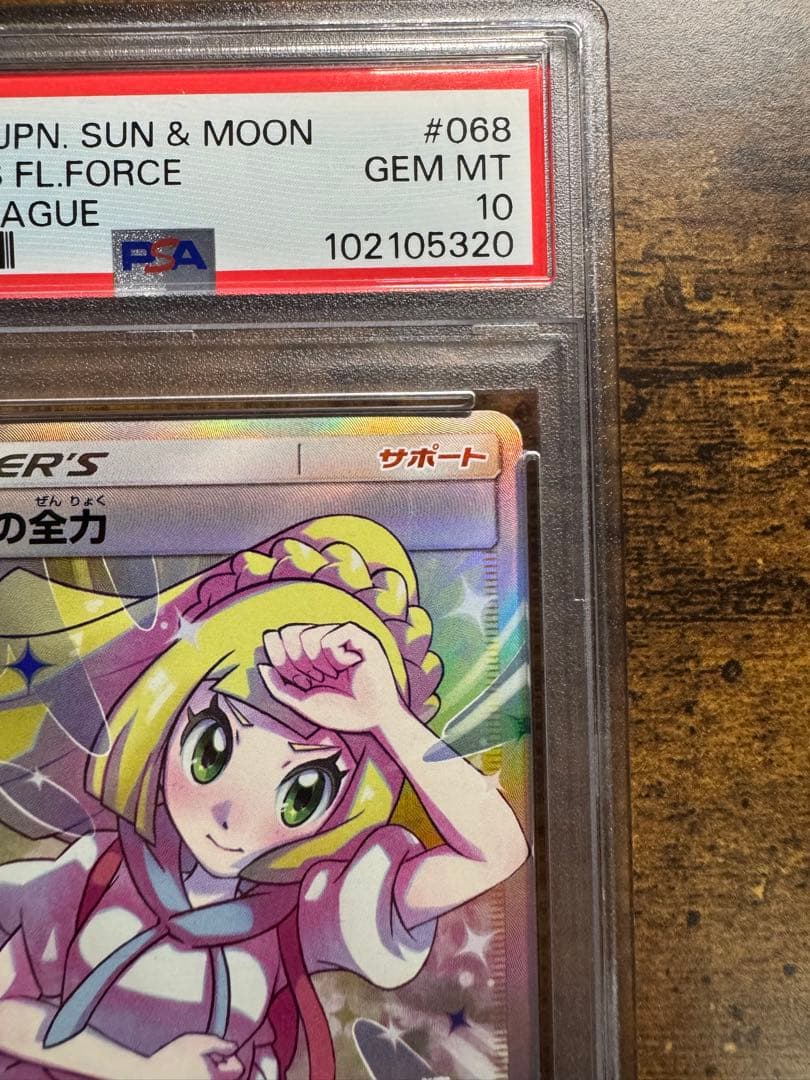 JPN. SUN & MOON #068
S FL.FORCE GEM MT
AGUE 10
PSA 102105320
ER'S サポート
ぜん りょく
の全力